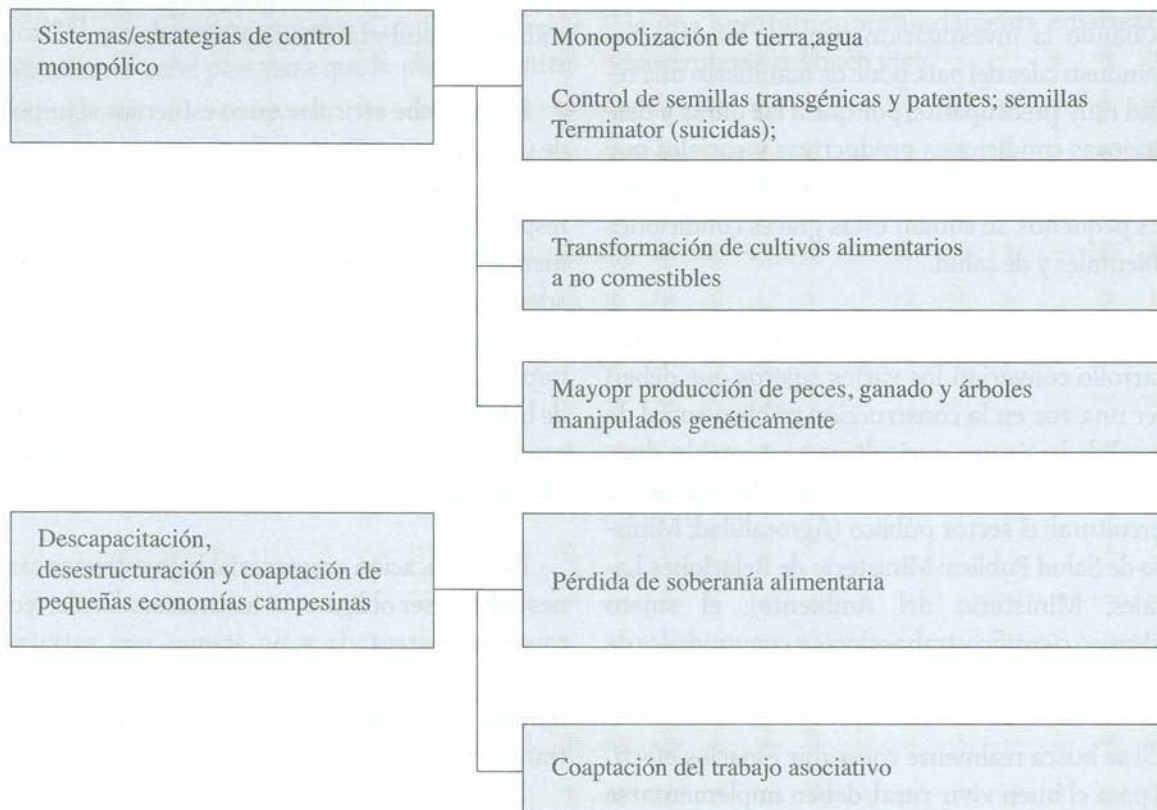 Sistemas/estrategias de control
monopólico
Monopolización de tierra,agua
Control de semillas transgénicas y patentes; semillas
Terminator (suicidas);
Transformación de cultivos alimentarios
a no comestibles
Mayopr producción de peces, ganado y árboles
manipulados genéticamente
Descapacitación,
desestructuración y coaptación de
pequeñas economías campesinas
Pérdida de soberanía alimentaria
Coaptación del trabajo asociativo